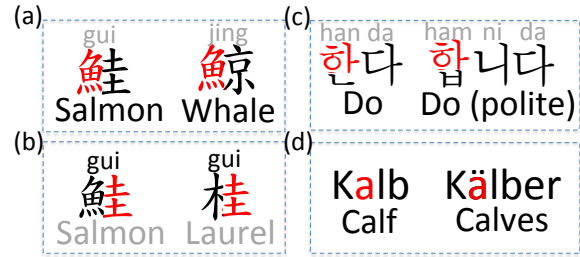 (a)
gui jing
鮭 鯨
Salmon Whale
(b)
gui gui
鮭 桂
Salmon Laurel
(c)
han da ham ni da
한다 합니다
Do Do (polite)
(d)
Kalb Kälber
Calf Calves